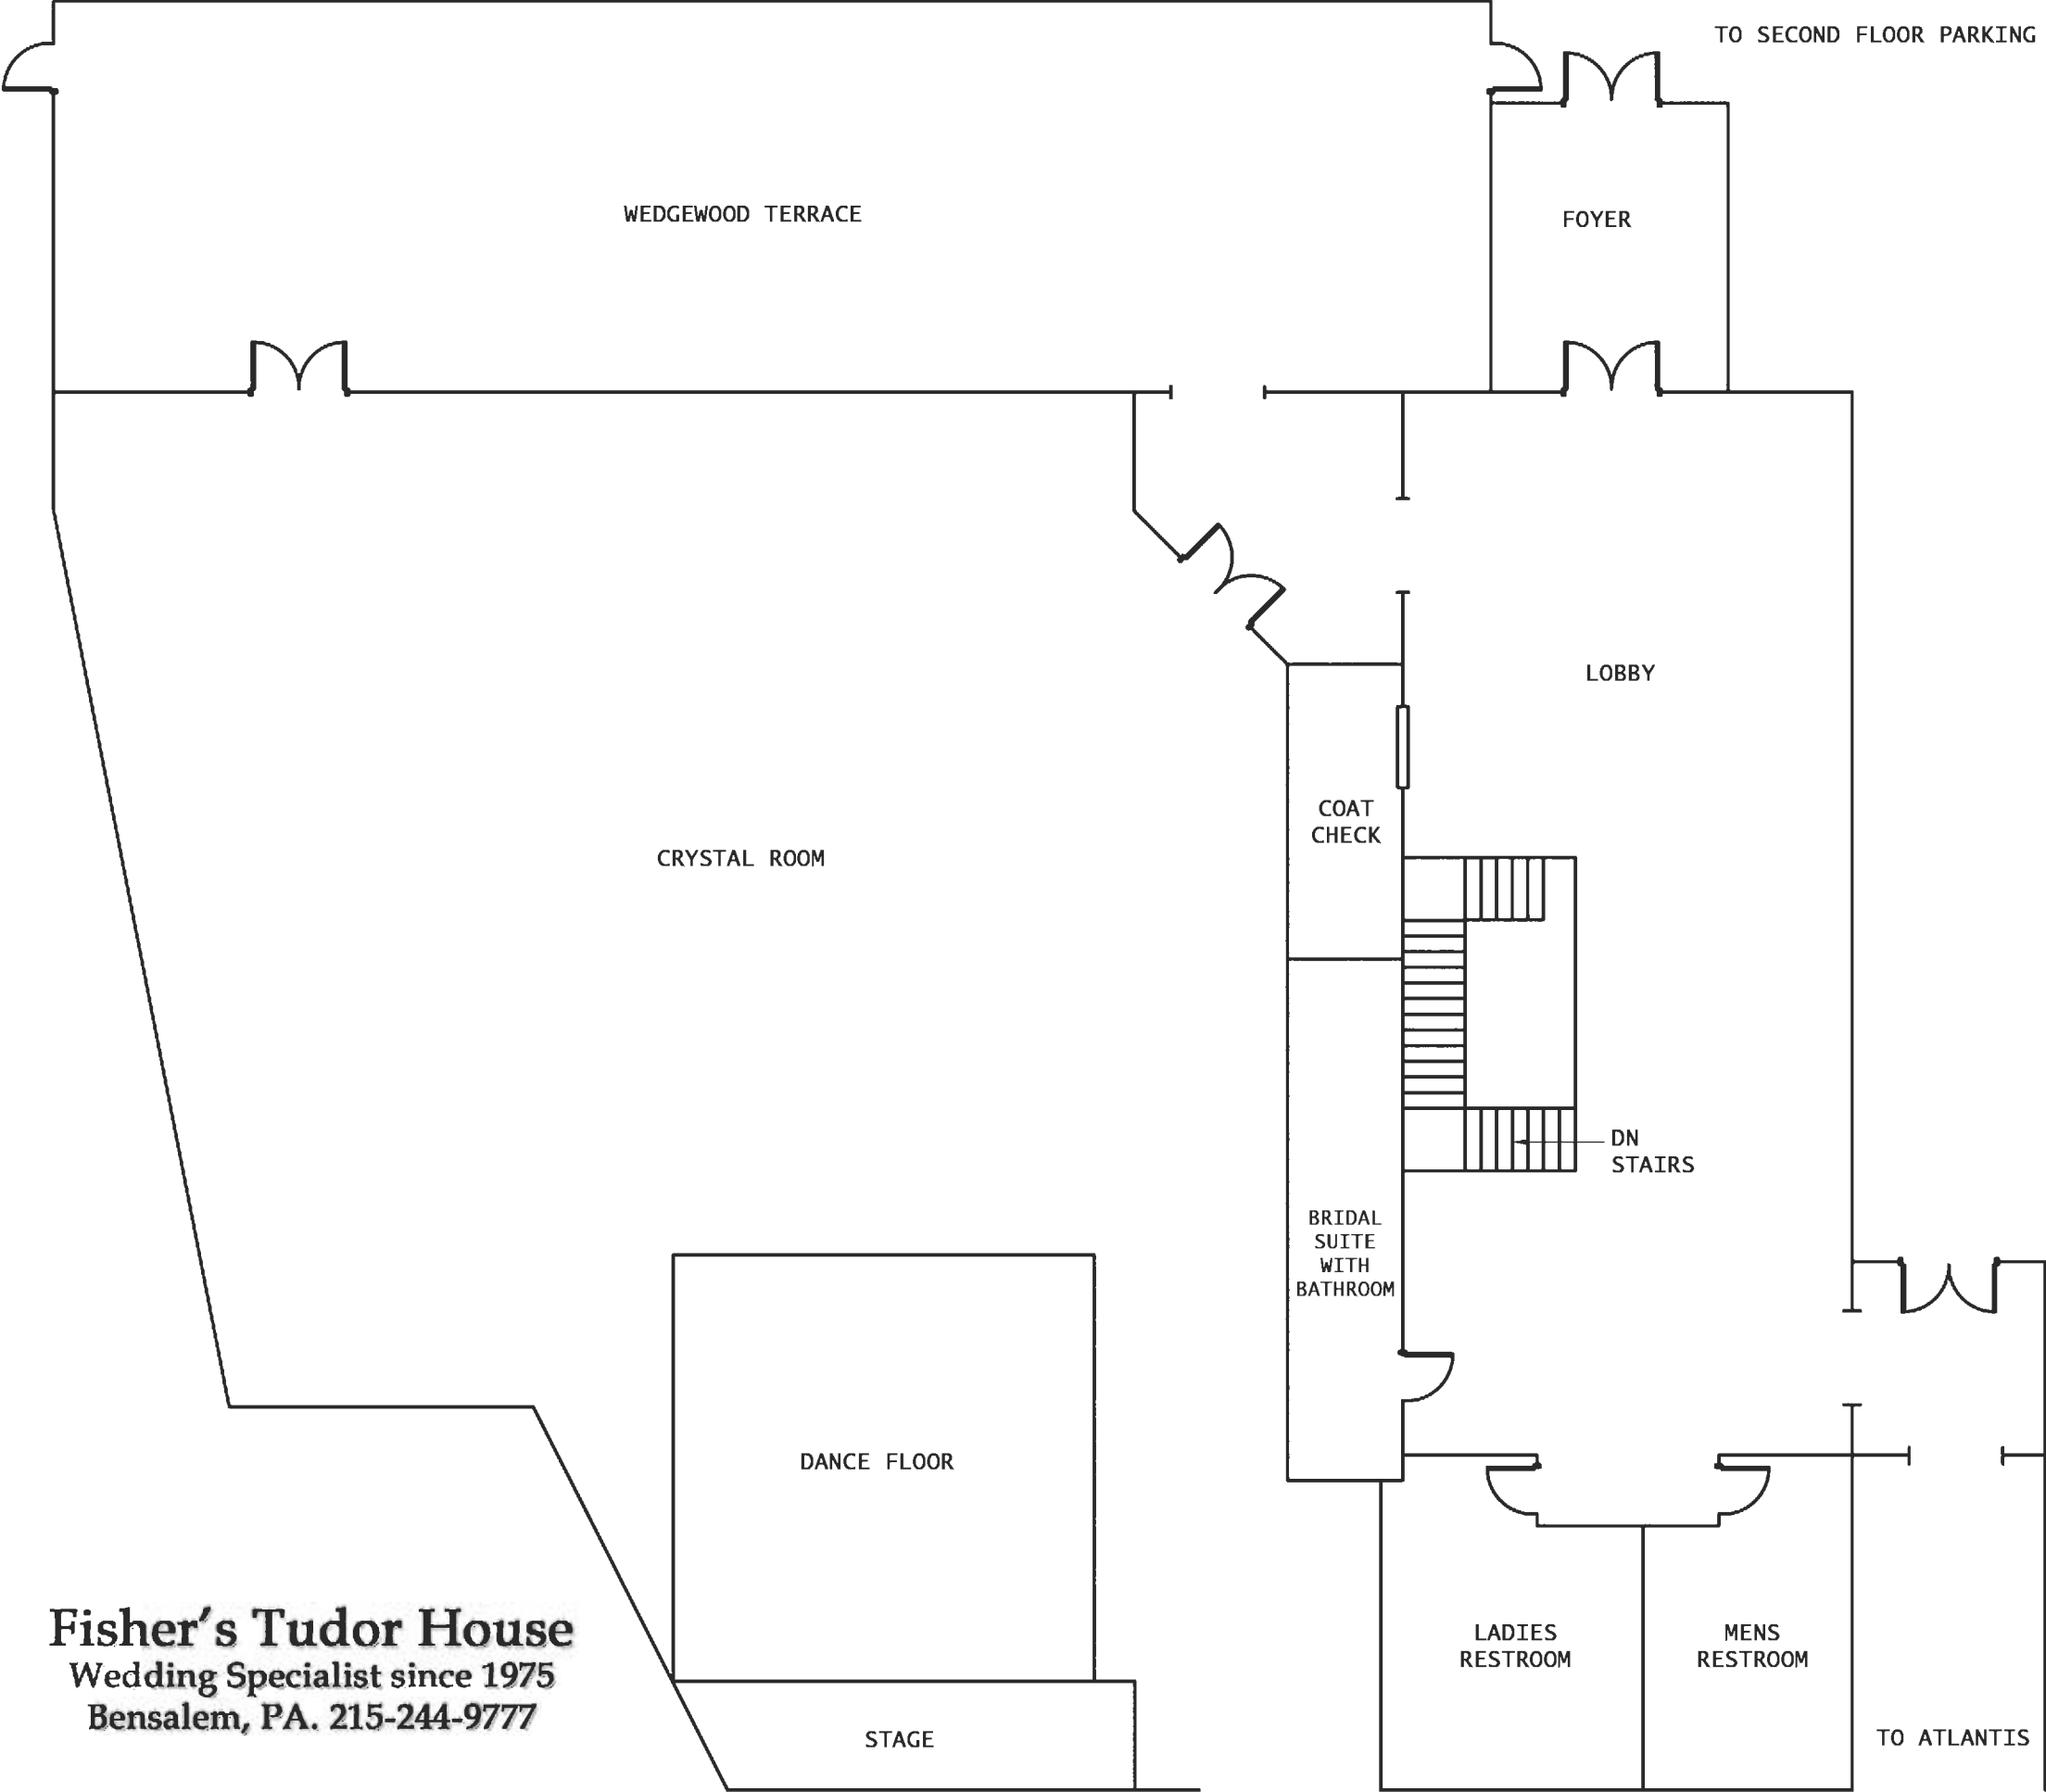 TO SECOND FLOOR PARKING
WEDGEWOOD TERRACE
FOYER
LOBBY
COAT
CHECK
CRYSTAL ROOM
DN
STAIRS
BRIDAL
SUITE
WITH
BATHROOM
DANCE FLOOR
Fisher's Tudor House
Wedding Specialist since 1975
Bensalem, PA. 215-244-9777
LADIES
RESTROOM
MENS
RESTROOM
STAGE
TO ATLANTIS